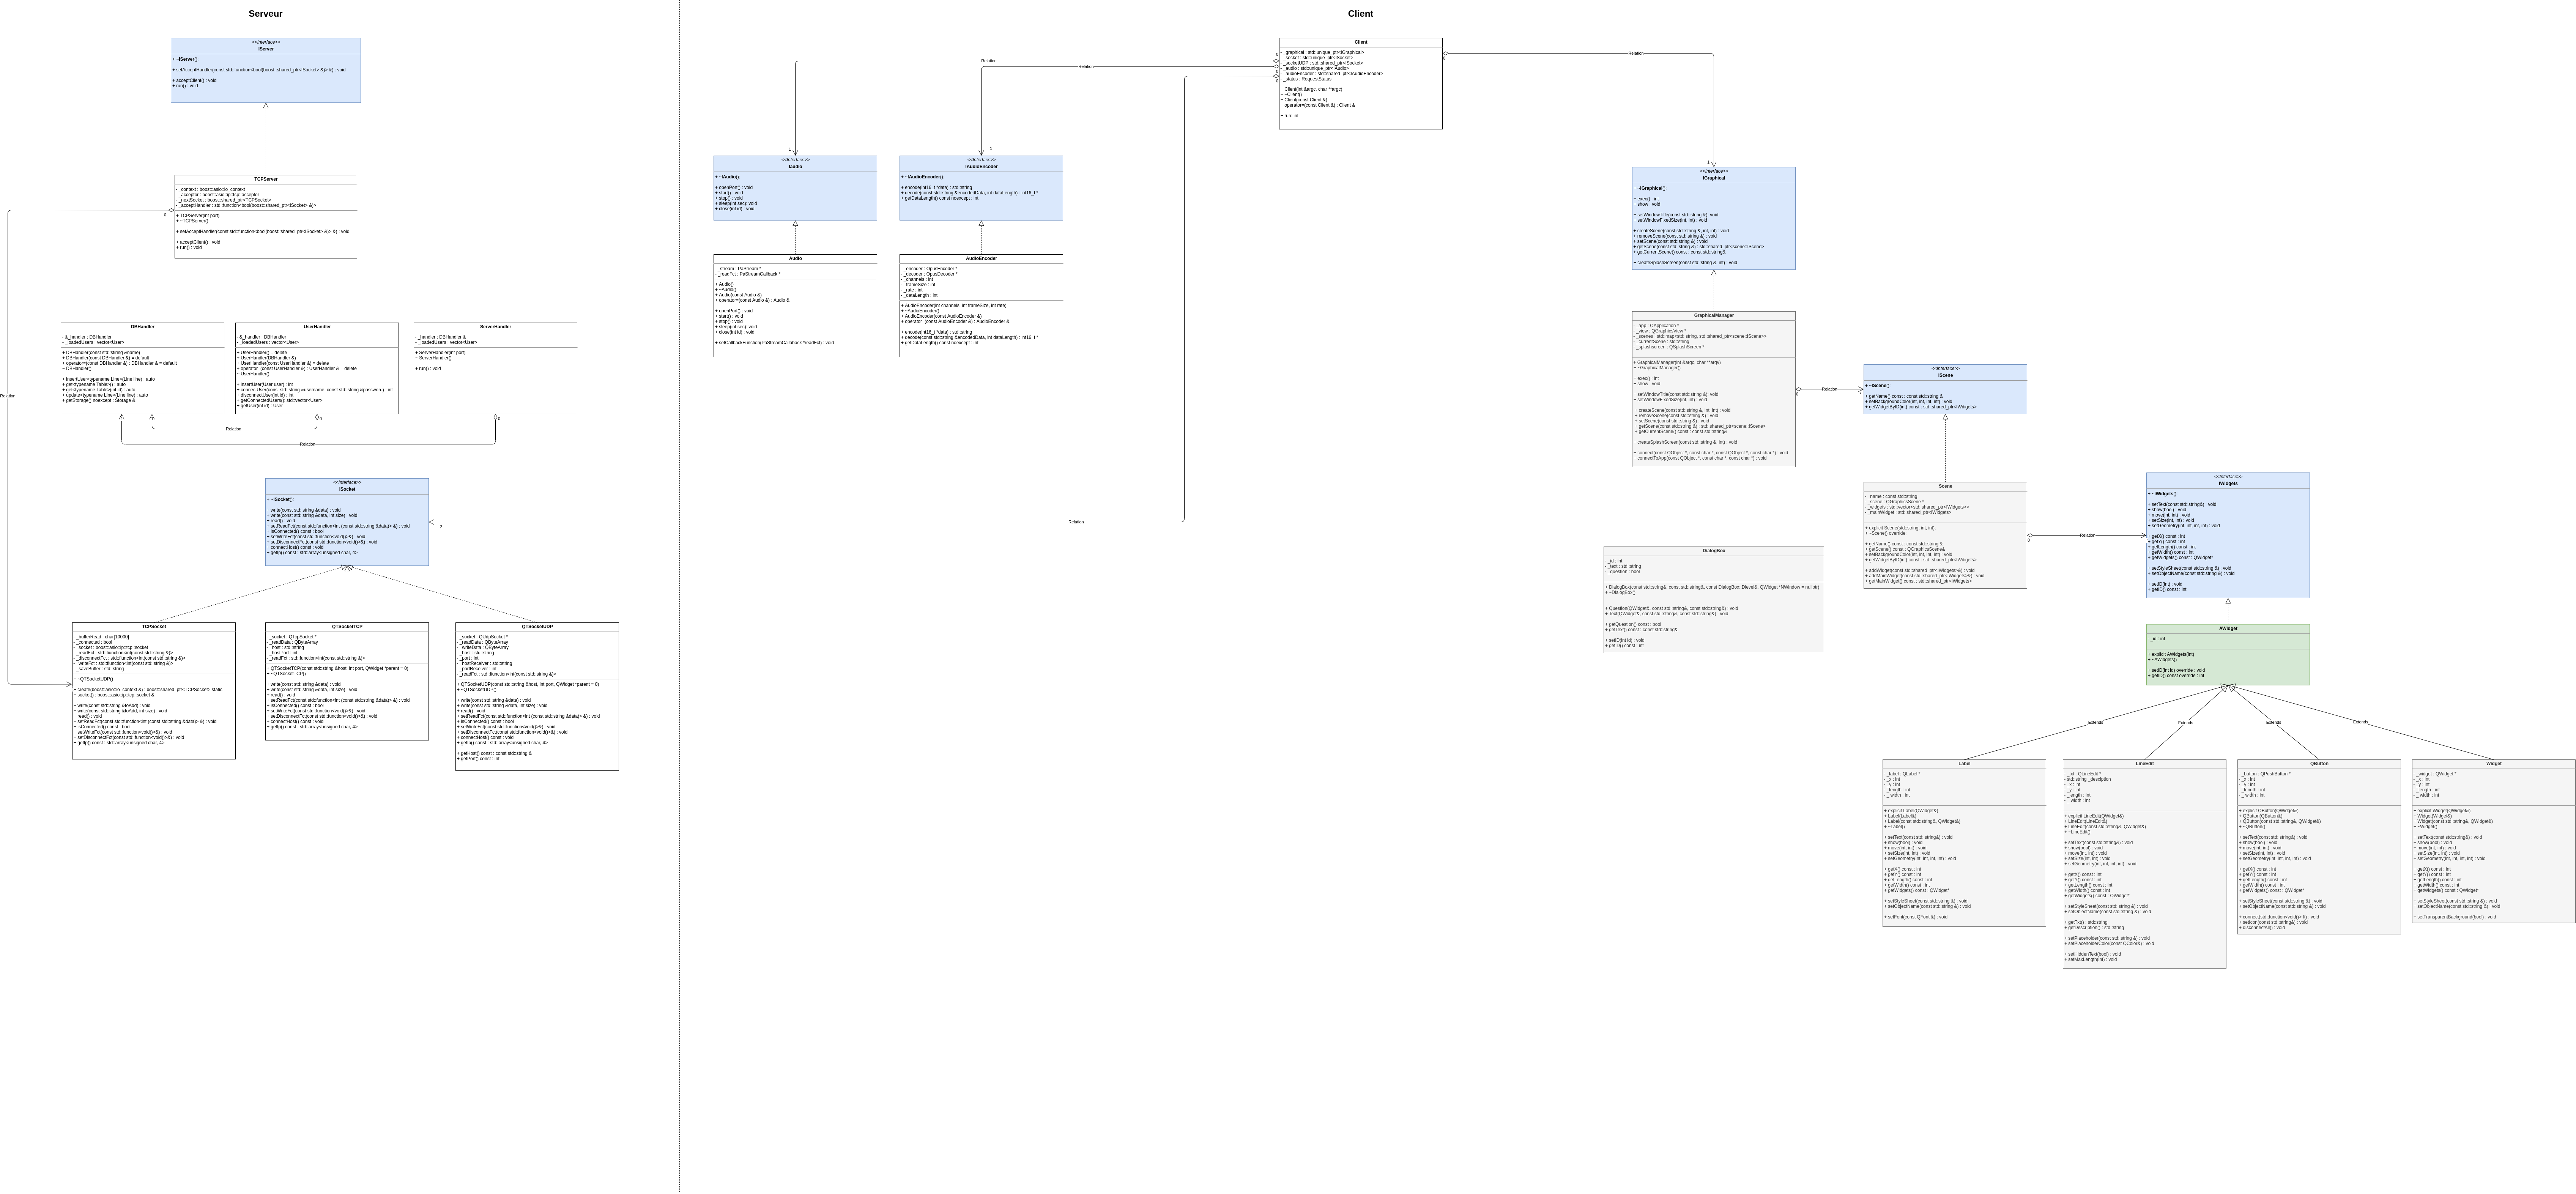 Serveur
Client
<<Interface>>
IServer
+ ~IServer();
+ setAcceptHandler(const std::function<bool(boost::shared_ptr<ISocket> &)> &) : void
+ acceptClient() : void
+ run() : void
TCPServer
- _context : boost::asio::io_context
- _acceptor : boost::asio::ip::tcp::acceptor
- _nextSocket : boost::shared_ptr<TCPSocket>
- _acceptHandler : std::function<bool(boost::shared_ptr<ISocket> &)>
+ TCPServer(int port)
+ ~TCPServer()
+ setAcceptHandler(const std::function<bool(boost::shared_ptr<ISocket> &)> &) : void
+ acceptClient() : void
+ run() : void
0
Relation
DBHandler
- &_handler : DBHandler
- _loadedUsers : vector<User>
+ DBHandler(const std::string &name)
+ DBHandler(const DBHandler &) = default
+ operator=(const DBHandler &) : DBHandler & = default
~ DBHandler()
+ insertUser<typename Line>(Line line) : auto
+ get<typename Table>() : auto
+ get<typename Table>(int id) : auto
+ update<typename Line>(Line line) : auto
+ getStorage() noexcept : Storage &
UserHandler
- &_handler : DBHandler
- _loadedUsers : vector<User>
+ UserHandler() = delete
+ UserHandler(DBHandler &)
+ UserHandler(const UserHandler &) = delete
+ operator=(const UserHandler &) : UserHandler & = delete
~ UserHandler()
+ insertUser(User user) : int
+ connectUser(const std::string &username, const std::string &password) : int
+ disconnectUser(int id) : int
+ getConnectedUsers(): std::vector<User>
+ getUser(int id) : User
ServerHandler
- _handler : DBHandler &
- _loadedUsers : vector<User>
+ ServerHandler(int port)
~ ServerHandler()
+ run() : void
0
0
Relation
Relation
<<Interface>>
ISocket
+ ~ISocket();
+ write(const std::string &data) : void
+ write(const std::string &data, int size) : void
+ read() : void
+ setReadFct(const std::function<int (const std::string &data)> &) : void
+ isConnected() const : bool
+ setWriteFct(const std::function<void()>&) : void
+ setDisconnectFct(const std::function<void()>&) : void
+ connectHost() const : void
+ getIp() const : std::array<unsigned char, 4>
2
Relation
TCPSocket
- _bufferRead : char[10000]
- _connected : bool
- _socket : boost::asio::ip::tcp::socket
- _readFct : std::function<int(const std::string &)>
- _disconnectFct : std::function<int(const std::string &)>
- _writeFct : std::function<int(const std::string &)>
- _saveBuffer : std::string
+ ~QTSocketUDP()
+ create(boost::asio::io_context &) : boost::shared_ptr<TCPSocket> static
+ socket() : boost::asio::ip::tcp::socket &
+ write(const std::string &toAdd) : void
+ write(const std::string &toAdd, int size) : void
+ read() : void
+ setReadFct(const std::function<int (const std::string &data)> &) : void
+ isConnected() const : bool
+ setWriteFct(const std::function<void()>&) : void
+ setDisconnectFct(const std::function<void()>&) : void
+ getIp() const : std::array<unsigned char, 4>
QTSocketTCP
- _socket : QTcpSocket *
- _readData : QByteArray
- _host : std::string
- _hostPort : int
- _readFct : std::function<int(const std::string &)>
+ QTSocketTCP(const std::string &host, int port, QWidget *parent = 0)
+ ~QTSocketTCP()
+ write(const std::string &data) : void
+ write(const std::string &data, int size) : void
+ read() : void
+ setReadFct(const std::function<int (const std::string &data)> &) : void
+ isConnected() const : bool
+ setWriteFct(const std::function<void()>&) : void
+ setDisconnectFct(const std::function<void()>&) : void
+ connectHost() const : void
+ getIp() const : std::array<unsigned char, 4>
QTSocketUDP
- _socket : QUdpSocket *
- _readData : QByteArray
- _writeData : QByteArray
- _host : std::string
- _port : int
- _hostReceiver : std::string
- _portReceiver : int
- _readFct : std::function<int(const std::string &)>
+ QTSocketUDP(const std::string &host, int port, QWidget *parent = 0)
+ ~QTSocketUDP()
+ write(const std::string &data) : void
+ write(const std::string &data, int size) : void
+ read() : void
+ setReadFct(const std::function<int (const std::string &data)> &) : void
+ isConnected() const : bool
+ setWriteFct(const std::function<void()>&) : void
+ setDisconnectFct(const std::function<void()>&) : void
+ connectHost() const : void
+ getIp() const : std::array<unsigned char, 4>
+ getHost() const : const std::string &
+ getPort() const : int
Client
- _graphical : std::unique_ptr<IGraphical>
- _socket : std::unique_ptr<ISocket>
- _socketUDP : std::shared_ptr<ISocket>
- _audio : std::unique_ptr<IAudio>
- _audioEncoder : std::shared_ptr<IAudioEncoder>
- _status : RequestStatus
+ Client(int &argc, char **argv)
+ ~Client()
+ Client(const Client &)
+ operator=(const Client &) : Client &
+ run: int
0
0
0
0
Relation
Relation
Relation
1
1
1
<<Interface>>
Iaudio
+ ~IAudio();
+ openPort() : void
+ start() : void
+ stop() : void
+ sleep(int sec): void
+ close(int id) : void
<<Interface>>
IAudioEncoder
+ ~IAudioEncoder();
+ encode(int16_t *data) : std::string
+ decode(const std::string &encodedData, int dataLength) : int16_t *
+ getDataLength() const noexcept : int
Audio
- _stream : PaStream *
- _readFct : PaStreamCallback *
+ Audio()
+ ~Audio()
+ Audio(const Audio &)
+ operator=(const Audio &) : Audio &
+ openPort() : void
+ start() : void
+ stop() : void
+ sleep(int sec): void
+ close(int id) : void
+ setCallbackFunction(PaStreamCallaback *readFct) : void
AudioEncoder
- _encoder : OpusEncoder *
- _decoder : OpusDecoder *
- _channels : int
- _frameSize : int
- _rate : int
- _dataLength : int
+ AudioEncoder(int channels, int frameSize, int rate)
+ ~AudioEncoder()
+ AudioEncoder(const AudioEncoder &)
+ operator=(const AudioEncoder &) : AudioEncoder &
+ encode(int16_t *data) : std::string
+ decode(const std::string &encodedData, int dataLength) : int16_t *
+ getDataLength() const noexcept : int
<<Interface>>
IGraphical
+ ~IGraphical();
+ exec() : int
+ show : void
+ setWindowTitle(const std::string &): void
+ setWindowFixedSize(int, int) : void
+ createScene(const std::string &, int, int) : void
+ removeScene(const std::string &) : void
+ setScene(const std::string &) : void
+ getScene(const std::string &) : std::shared_ptr<scene::IScene>
+ getCurrentScene() const : const std::string&
+ createSplashScreen(const std::string &, int) : void
GraphicalManager
- _app : QApplication *
- _view : QGraphicsView *
- _scenes : std::map<std::string, std::shared_ptr<scene::IScene>>
- _currentScene : std::string
- _splashscreen : QSplashScreen *
+ GraphicalManager(int &argc, char **argv)
+ ~GraphicalManager()
+ exec() : int
+ show : void
+ setWindowTitle(const std::string &): void
+ setWindowFixedSize(int, int) : void
+ createScene(const std::string &, int, int) : void
+ removeScene(const std::string &) : void
+ setScene(const std::string &) : void
+ getScene(const std::string &) : std::shared_ptr<scene::IScene>
+ getCurrentScene() const : const std::string&
+ createSplashScreen(const std::string &, int) : void
+ connect(const QObject *, const char *, const QObject *, const char *) : void
+ connectToApp(const QObject *, const char *, const char *) : void
0
Relation
<<Interface>>
IScene
+ ~IScene();
+ getName() const : const std::string &
+ setBackgroundColor(int, int, int, int) : void
+ getWidgetByID(int) const : std::shared_ptr<IWidgets>
Scene
- _name : const std::string
- _scene : QGraphicsScene *
- _widgets : std::vector<std::shared_ptr<IWidgets>>
- _mainWidget : std::shared_ptr<IWidgets>
+ explicit Scene(std::string, int, int);
+ ~Scene() override;
+ getName() const : const std::string &
+ getScene() const : QGraphicsScene&
+ setBackgroundColor(int, int, int, int) : void
+ getWidgetByID(int) const : std::shared_ptr<IWidgets>
+ addWidget(const std::shared_ptr<IWidgets>&) : void
+ addMainWidget(const std::shared_ptr<IWidgets>&) : void
+ getMainWidget() const : std::shared_ptr<IWidgets>
0
Relation
<<Interface>>
IWidgets
+ ~IWidgets();
+ setText(const std::string&) : void
+ show(bool) : void
+ move(int, int) : void
+ setSize(int, int) : void
+ setGeometry(int, int, int, int) : void
+ getX() const : int
+ getY() const : int
+ getLength() const : int
+ getWidth() const : int
+ getWidgets() const : QWidget*
+ setStyleSheet(const std::string &) : void
+ setObjectName(const std::string &) : void
+ setID(int) : void
+ getID() const : int
DialogBox
- _id : int
- _text : std::string
- _question : bool
+ DialogBox(const std::string&, const std::string&, const DialogBox::Dlevel&, QWidget *hWindow = nullptr)
+ ~DialogBox()
+ Question(QWidget&, const std::string&, const std::string&) : void
+ Text(QWidget&, const std::string&, const std::string&) : void
+ getQuestion() const : bool
+ getText() const : const std::string&
+ setID(int id) : void
+ getID() const : int
AWidget
- _id : int
+ explicit AWidgets(int)
+ ~AWidgets()
+ setID(int id) override : void
+ getID() const override : int
Extends
Extends
Extends
Extends
Label
- _label : QLabel *
- _x : int
- _y : int
- _length : int
- _ width : int
+ explicit Label(QWidget&)
+ Label(Label&)
+ Label(const std::string&, QWidget&)
+ ~Label()
+ setText(const std::string&) : void
+ show(bool) : void
+ move(int, int) : void
+ setSize(int, int) : void
+ setGeometry(int, int, int, int) : void
+ getX() const : int
+ getY() const : int
+ getLength() const : int
+ getWidth() const : int
+ getWidgets() const : QWidget*
+ setStyleSheet(const std::string &) : void
+ setObjectName(const std::string &) : void
+ setFont(const QFont &) : void
LineEdit
- _txt : QLineEdit *
- std::string _desciption
- _x : int
- _y : int
- _length : int
- _ width : int
+ explicit LineEdit(QWidget&)
+ LineEdit(LineEdit&)
+ LineEdit(const std::string&, QWidget&)
+ ~LineEdit()
+ setText(const std::string&) : void
+ show(bool) : void
+ move(int, int) : void
+ setSize(int, int) : void
+ setGeometry(int, int, int, int) : void
+ getX() const : int
+ getY() const : int
+ getLength() const : int
+ getWidth() const : int
+ getWidgets() const : QWidget*
+ setStyleSheet(const std::string &) : void
+ setObjectName(const std::string &) : void
+ getTxt() : std::string
+ getDescription() : std::string
+ setPlaceholder(const std::string &) : void
+ setPlaceholderColor(const QColor&) : void
+ setHiddenText(bool) : void
+ setMaxLength(int) : void
QButton
- _button : QPushButton *
- _x : int
- _y : int
- _length : int
- _ width : int
+ explicit QButton(QWidget&)
+ QButton(QButton&)
+ QButton(const std::string&, QWidget&)
+ ~QButton()
+ setText(const std::string&) : void
+ show(bool) : void
+ move(int, int) : void
+ setSize(int, int) : void
+ setGeometry(int, int, int, int) : void
+ getX() const : int
+ getY() const : int
+ getLength() const : int
+ getWidth() const : int
+ getWidgets() const : QWidget*
+ setStyleSheet(const std::string &) : void
+ setObjectName(const std::string &) : void
+ connect(std::function<void()> ft) : void
+ setIcon(const std::string&) : void
+ disconnectAll() : void
Widget
- _widget : QWidget *
- _x : int
- _y : int
- _length : int
- _ width : int
+ explicit Widget(QWidget&)
+ Widget(Widget&)
+ Widget(const std::string&, QWidget&)
+ ~Widget()
+ setText(const std::string&) : void
+ show(bool) : void
+ move(int, int) : void
+ setSize(int, int) : void
+ setGeometry(int, int, int, int) : void
+ getX() const : int
+ getY() const : int
+ getLength() const : int
+ getWidth() const : int
+ getWidgets() const : QWidget*
+ setStyleSheet(const std::string &) : void
+ setObjectName(const std::string &) : void
+ setTransparentBackground(bool) : void